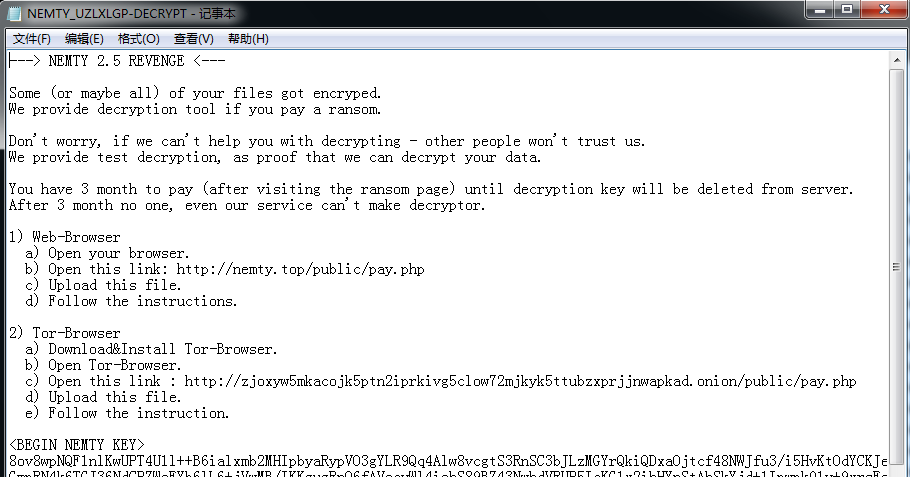 NEMTY_UZLXLGP-DECRYPT - 记事本
文件(F) 编辑(E) 格式(O) 查看(V) 帮助(H)
---> NEMTY 2.5 REVENGE <---
Some (or maybe all) of your files got encryped.
We provide decryption tool if you pay a ransom.
Don't worry, if we can't help you with decrypting - other people won't trust us.
We provide test decryption, as proof that we can decrypt your data.
You have 3 month to pay (after visiting the ransom page) until decryption key will be deleted from server.
After 3 month no one, even our service can't make decryptor.
1) Web-Browser
a) Open your browser.
b) Open this link: http://nemty.top/public/pay.php
c) Upload this file.
d) Follow the instructions.
2) Tor-Browser
a) Download&Install Tor-Browser.
b) Open Tor-Browser.
c) Open this link : http://zjoxyw5mkacojk5ptn2iprkivg5clow72mjkyk5ttubzxprjjnwapkad.onion/public/pay.php
d) Upload this file.
e) Follow the instruction.
<BEGIN NEMTY KEY>
8ov8wpNQF1nlKwUPT4U1l++B6ialxmb2MHIpbyaRypVO3gYLR9Qq4Alw8vcgtS3RnSC3bJLzMGYrQkiQDxaOjtcf48NWJfu3/i5HvKtOdYCKJe